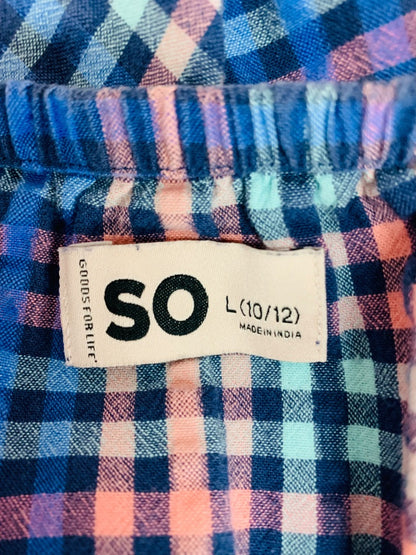 GOODS FOR LIFE'
SO
L(10/12)
MADE IN INDIA